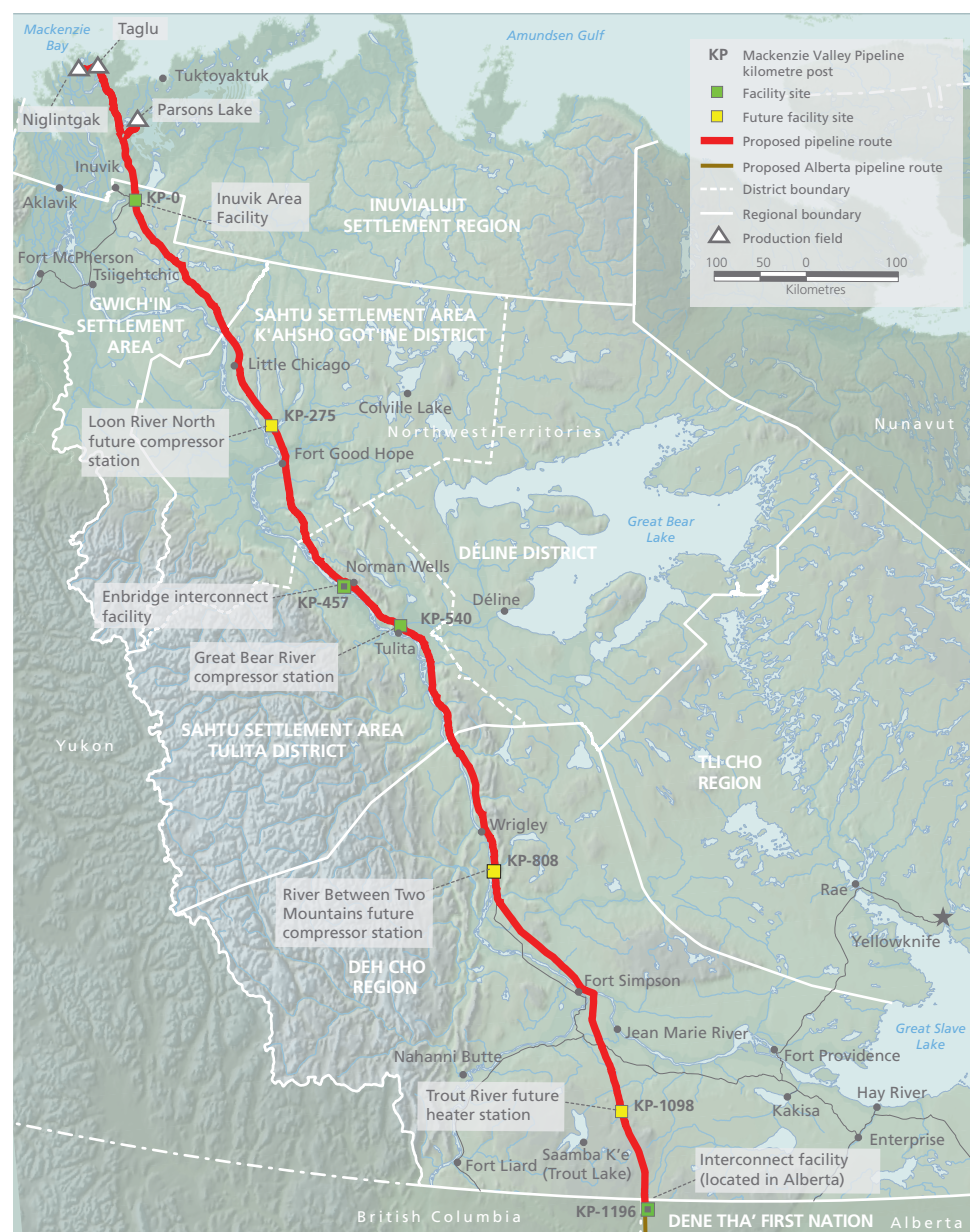 Mackenzie
Bay
Taglu
Amundsen Gulf
Tuktoyaktuk
Niglintgak
Parsons Lake
KP Mackenzie Valley Pipeline
kilometre post
Facility site
Future facility site
Proposed pipeline route
Proposed Alberta pipeline route
District boundary
Regional boundary
Production field
100 50 0 100
Kilometres
Inuvik
Aklavik
KP-0
Inuvik Area
Facility
INUVIALUIT
SETTLEMENT REGION
Fort McPherson
Tsiigehtchic
GWICH'IN
SETTLEMENT
AREA
SAHTU SETTLEMENT AREA
K'AHSHO GOT'INE DISTRICT
Little Chicago
Colville Lake
Loon River North
future compressor
station
KP-275
Northwest Territories
Nunavut
Fort Good Hope
Great Bear
Lake
DÉLINE DISTRICT
Norman Wells
Enbridge interconnect
facility
KP-457
Déline
KP-540
Tulita
Great Bear River
compressor station
SAHTU SETTLEMENT AREA
TULITA DISTRICT
Yukon
TLI CHO
REGION
Wrigley
KP-808
River Between Two
Mountains future
compressor station
Rae
Yellowknife
DEH CHO
REGION
Fort Simpson
Jean Marie River
Great Slave
Lake
Nahanni Butte
Fort Providence
Trout River future
heater station
KP-1098
Kakisa
Hay River
Enterprise
Saamba K'e
(Trout Lake)
Fort Liard
Interconnect facility
(located in Alberta)
KP-1196
British Columbia
DENE THA' FIRST NATION
Alberta